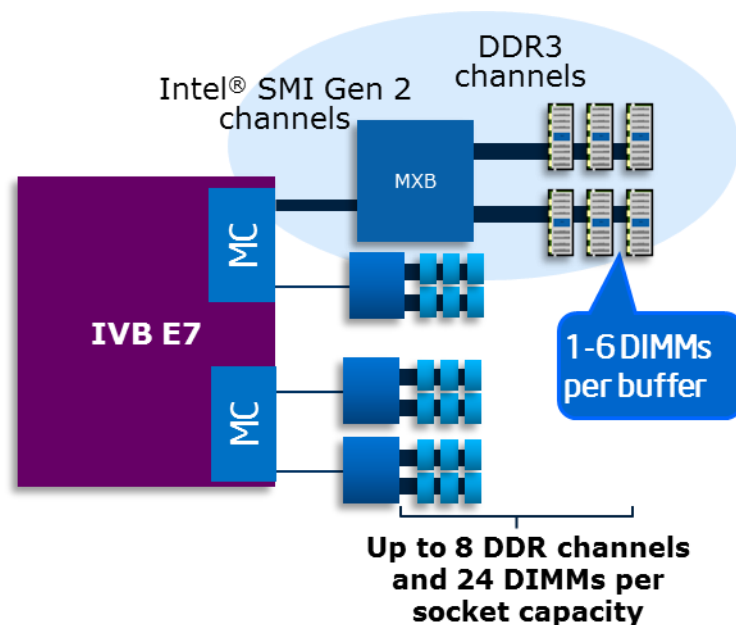 DDR3
channels
Intel® SMI Gen 2
channels
MXB
MC
IVB E7
MC
1-6 DIMMs
per buffer
Up to 8 DDR channels
and 24 DIMMs per
socket capacity